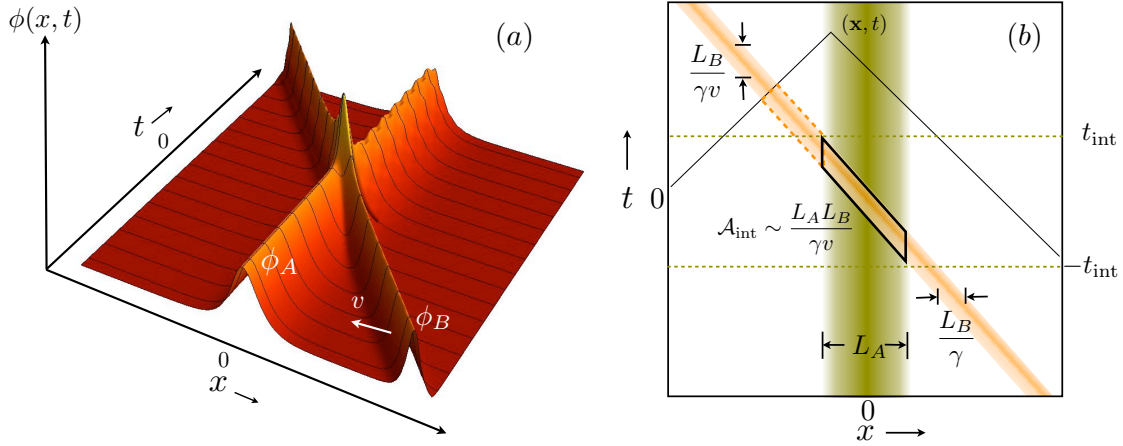 ϕ(x, t)
(a)
t →
0
ϕ_A
v
ϕ_B
0
x →
(b)
(x, t)
L_B
γv
t_int
t 0
A_int ∼ L_A L_B
γv
−t_int
L_B
γ
L_A
0
x →